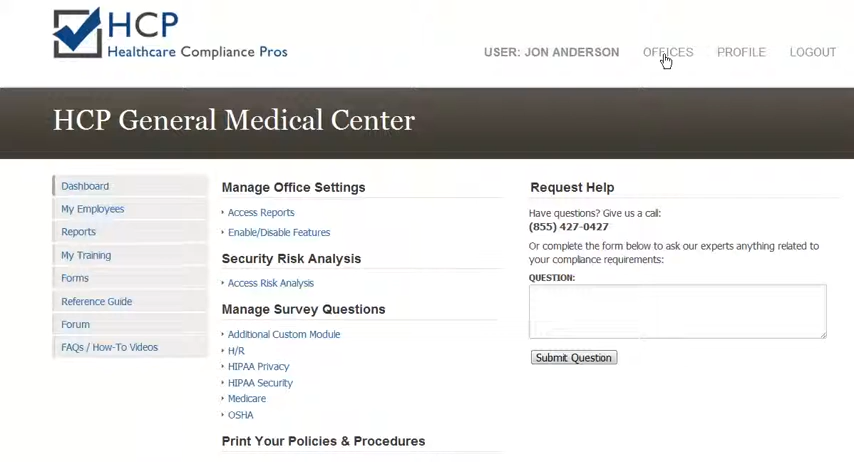 HCP
Healthcare Compliance Pros
USER: JON ANDERSON OFFICES PROFILE LOGOUT
HCP General Medical Center
Dashboard
My Employees
Reports
My Training
Forms
Reference Guide
Forum
FAQs / How-To Videos
Manage Office Settings
Access Reports
Enable/Disable Features
Security Risk Analysis
Access Risk Analysis
Manage Survey Questions
Additional Custom Module
H/R
HIPAA Privacy
HIPAA Security
Medicare
OSHA
Print Your Policies & Procedures
Request Help
Have questions? Give us a call:
(855) 427-0427
Or complete the form below to ask our experts anything related to
your compliance requirements:
QUESTION:
Submit Question